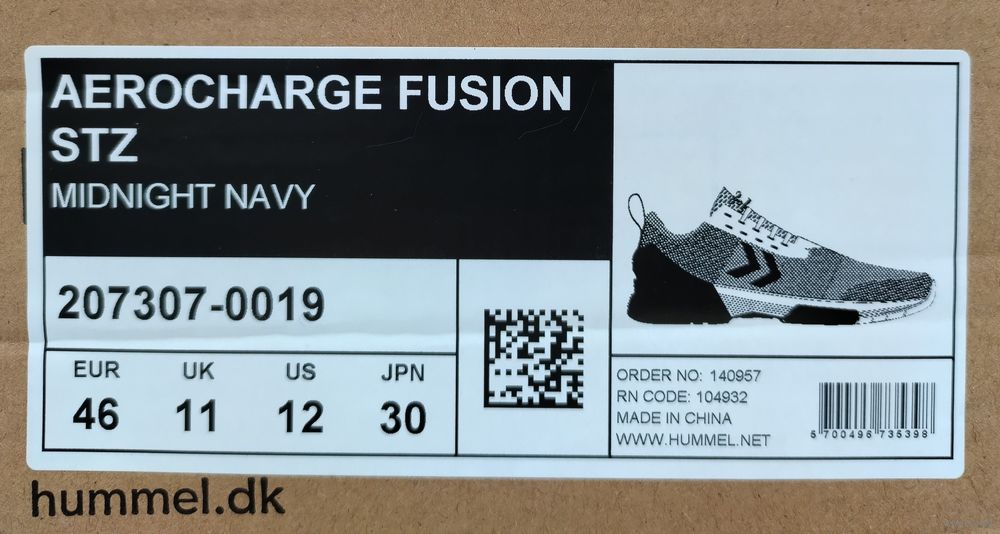 AEROCHARGE FUSION
STZ
MIDNIGHT NAVY
207307-0019
EUR UK US JPN
46 11 12 30
ORDER NO: 140957
RN CODE: 104932
MADE IN CHINA
WWW.HUMMEL.NET
5 700496 735398
hummel.dk